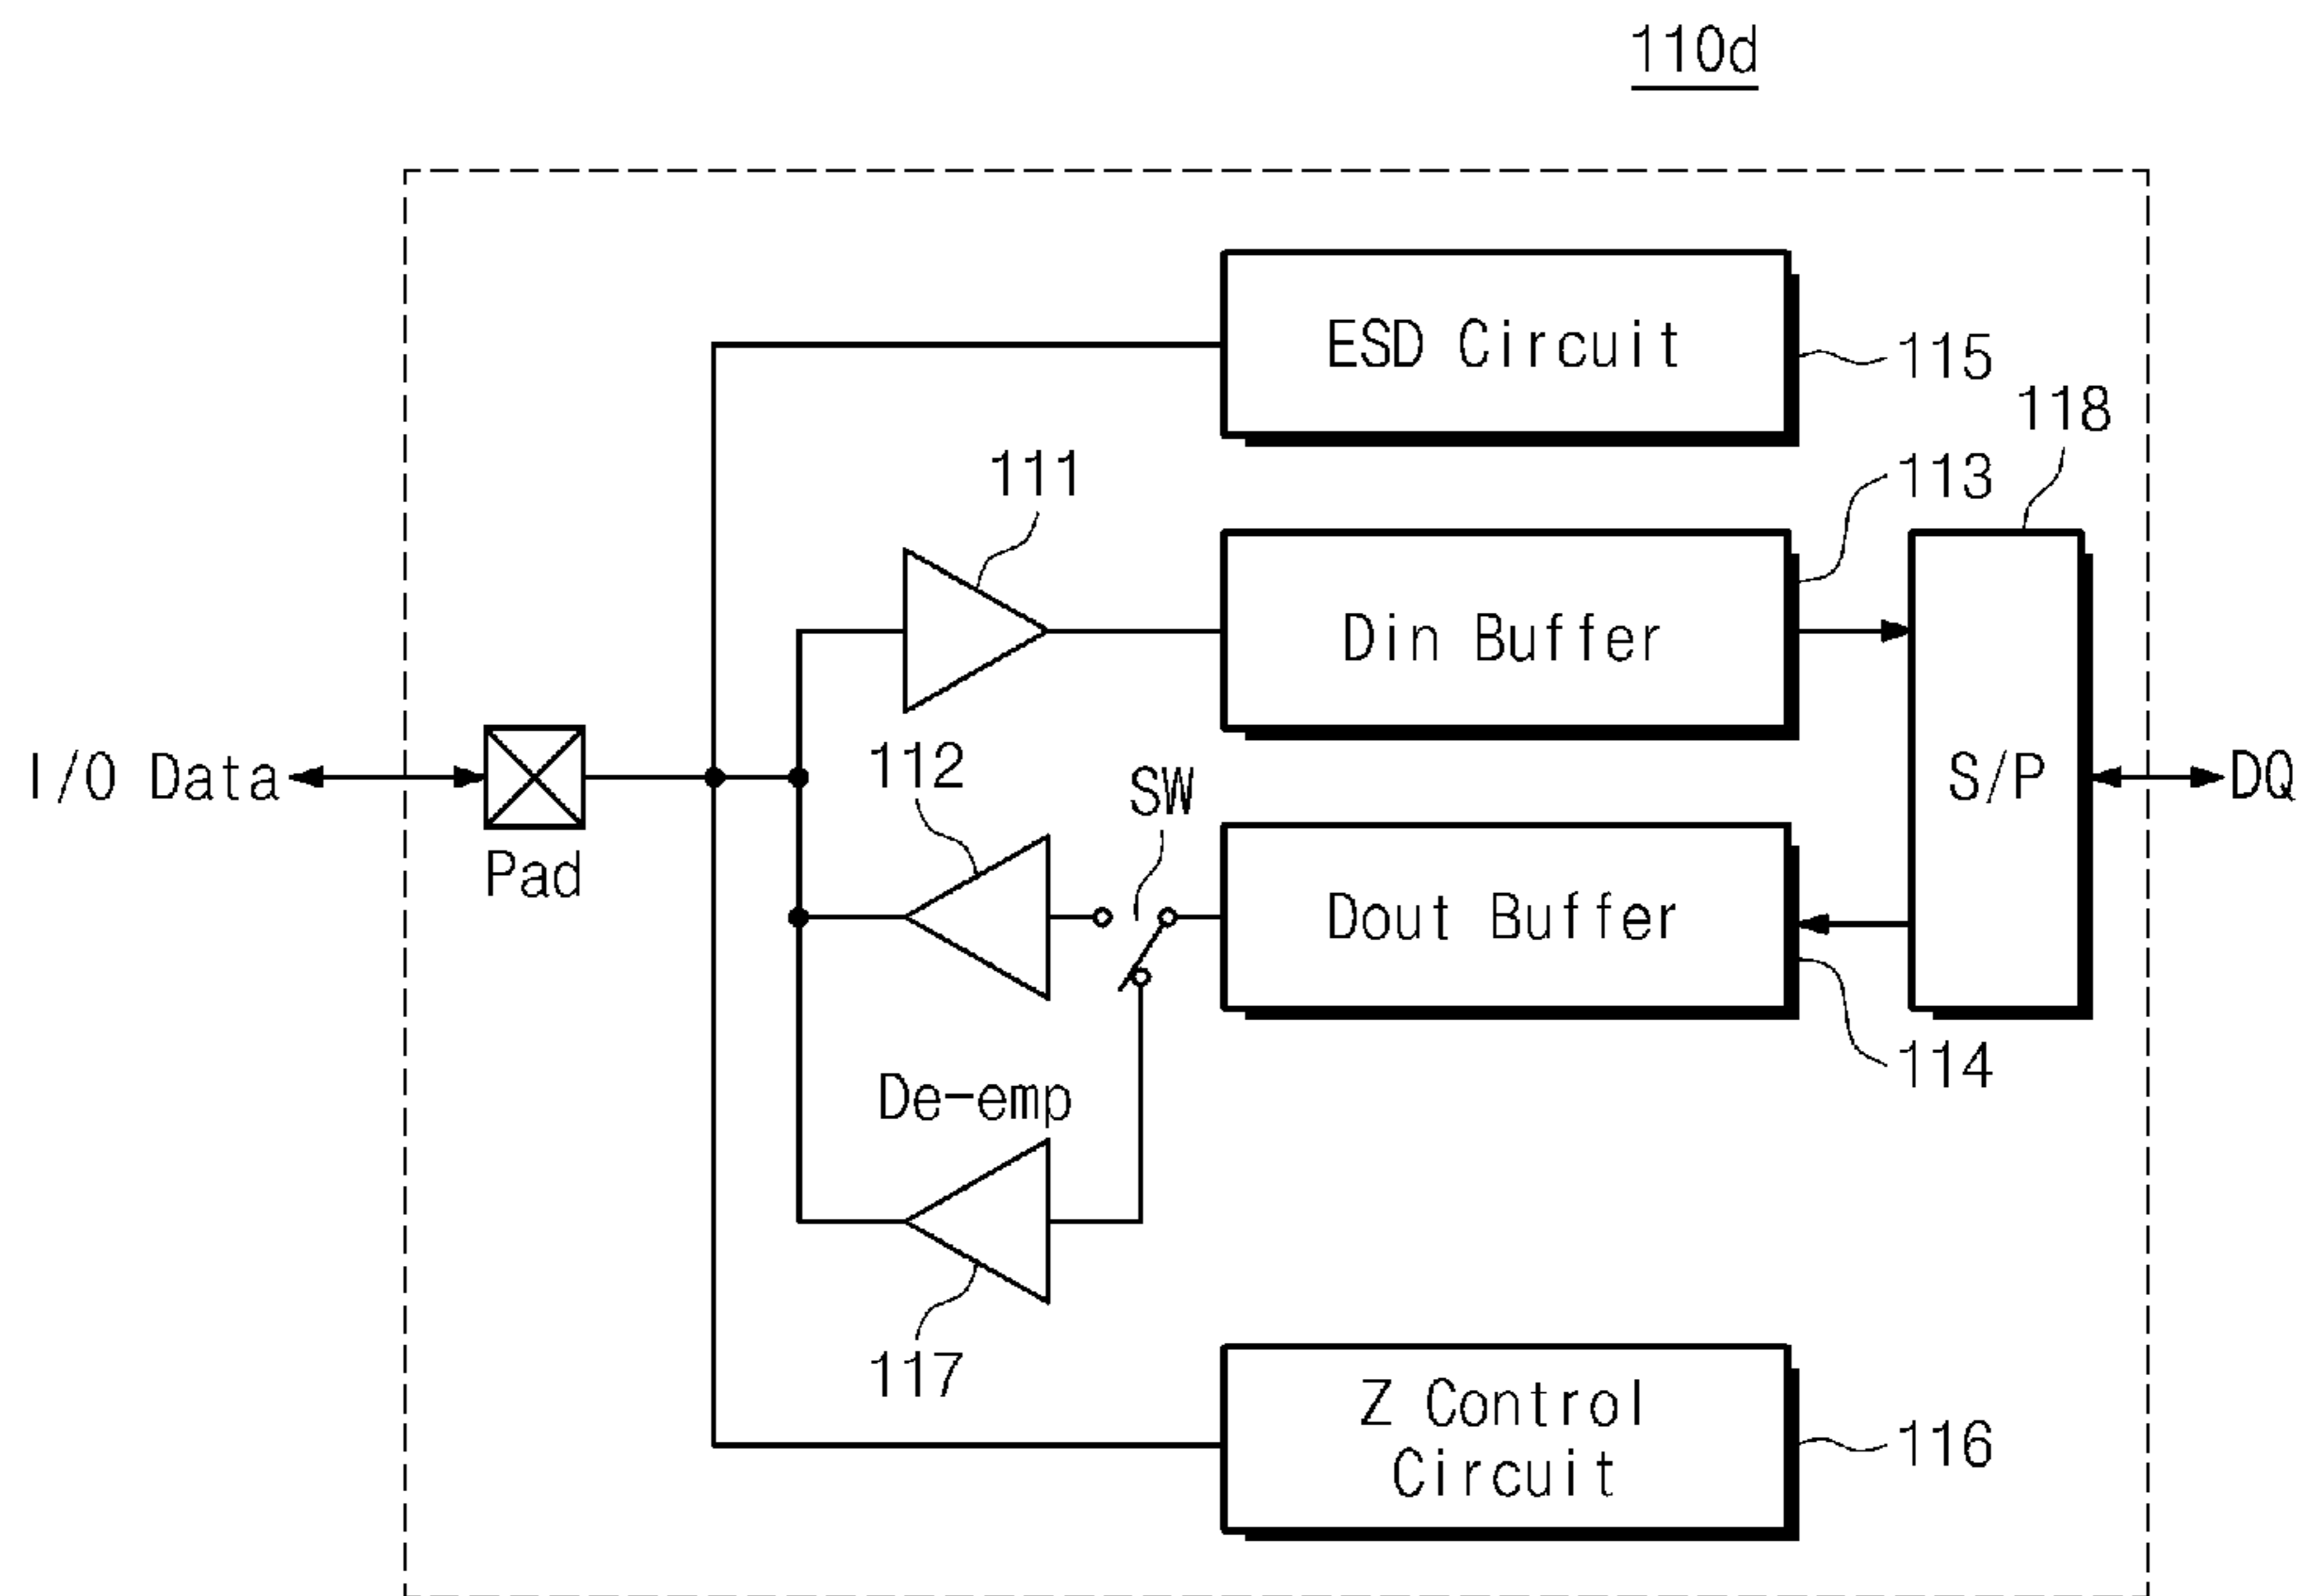 110d
ESD Circuit
115
118
111
113
Din Buffer
I/O Data
Pad
112
SW
S/P
DQ
Dout Buffer
114
De-emp
117
Z Control
Circuit
116